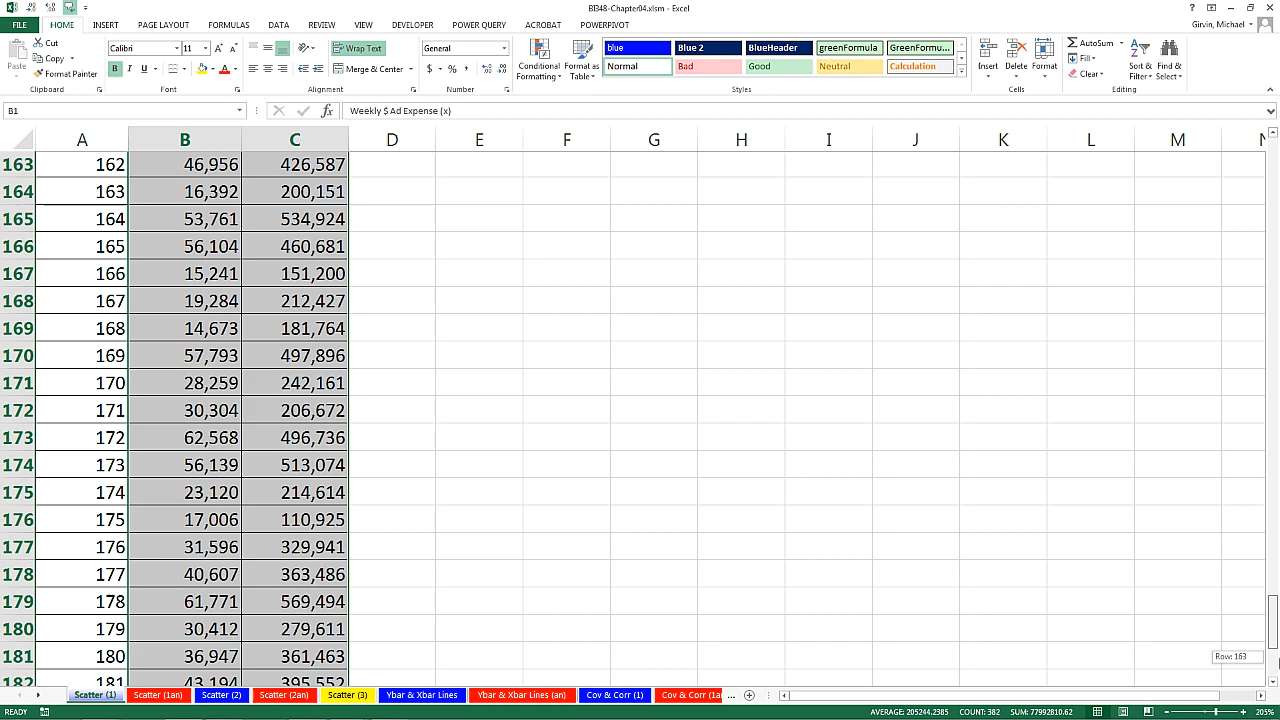 BI348-Chapter04.xlsm - Excel
FILE HOME INSERT PAGE LAYOUT FORMULAS DATA REVIEW VIEW DEVELOPER POWER QUERY ACROBAT POWERPIVOT Girvin, Michael
Paste Cut Copy Format Painter Clipboard
Calibri 11 Font
Wrap Text Merge & Center Alignment
General Number
Conditional Formatting Format as Table
blue Blue 2 BlueHeader greenFormula GreenFormu...
Normal Bad Good Neutral Calculation
Styles
Insert Delete Format Cells
AutoSum Fill Clear Sort & Filter Find & Select Editing
B1 fx Weekly $ Ad Expense (x)
A B C D E F G H I J K L M N
163 162 46,956 426,587
164 163 16,392 200,151
165 164 53,761 534,924
166 165 56,104 460,681
167 166 15,241 151,200
168 167 19,284 212,427
169 168 14,673 181,764
170 169 57,793 497,896
171 170 28,259 242,161
172 171 30,304 206,672
173 172 62,568 496,736
174 173 56,139 513,074
175 174 23,120 214,614
176 175 17,006 110,925
177 176 31,596 329,941
178 177 40,607 363,486
179 178 61,771 569,494
180 179 30,412 279,611
181 180 36,947 361,463
Row: 163
182 181 43,194 395,552
Scatter (1) Scatter (1an) Scatter (2) Scatter (2an) Scatter (3) Ybar & Xbar Lines Ybar & Xbar Lines (an) Cov & Corr (1) Cov & Corr (1a ...
READY AVERAGE: 205244.2385 COUNT: 382 SUM: 77992810.62 205%